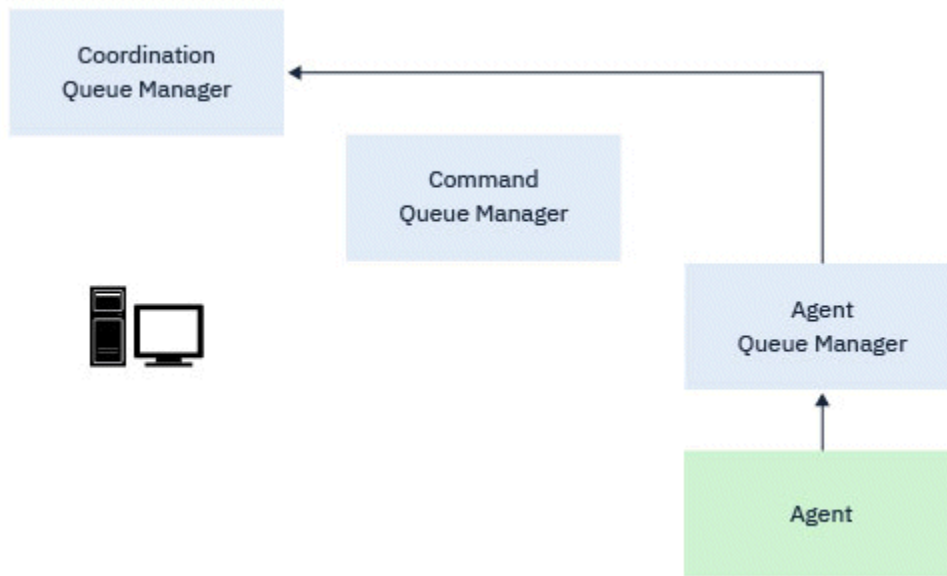 Coordination
Queue Manager
Command
Queue Manager
Agent
Queue Manager
Agent